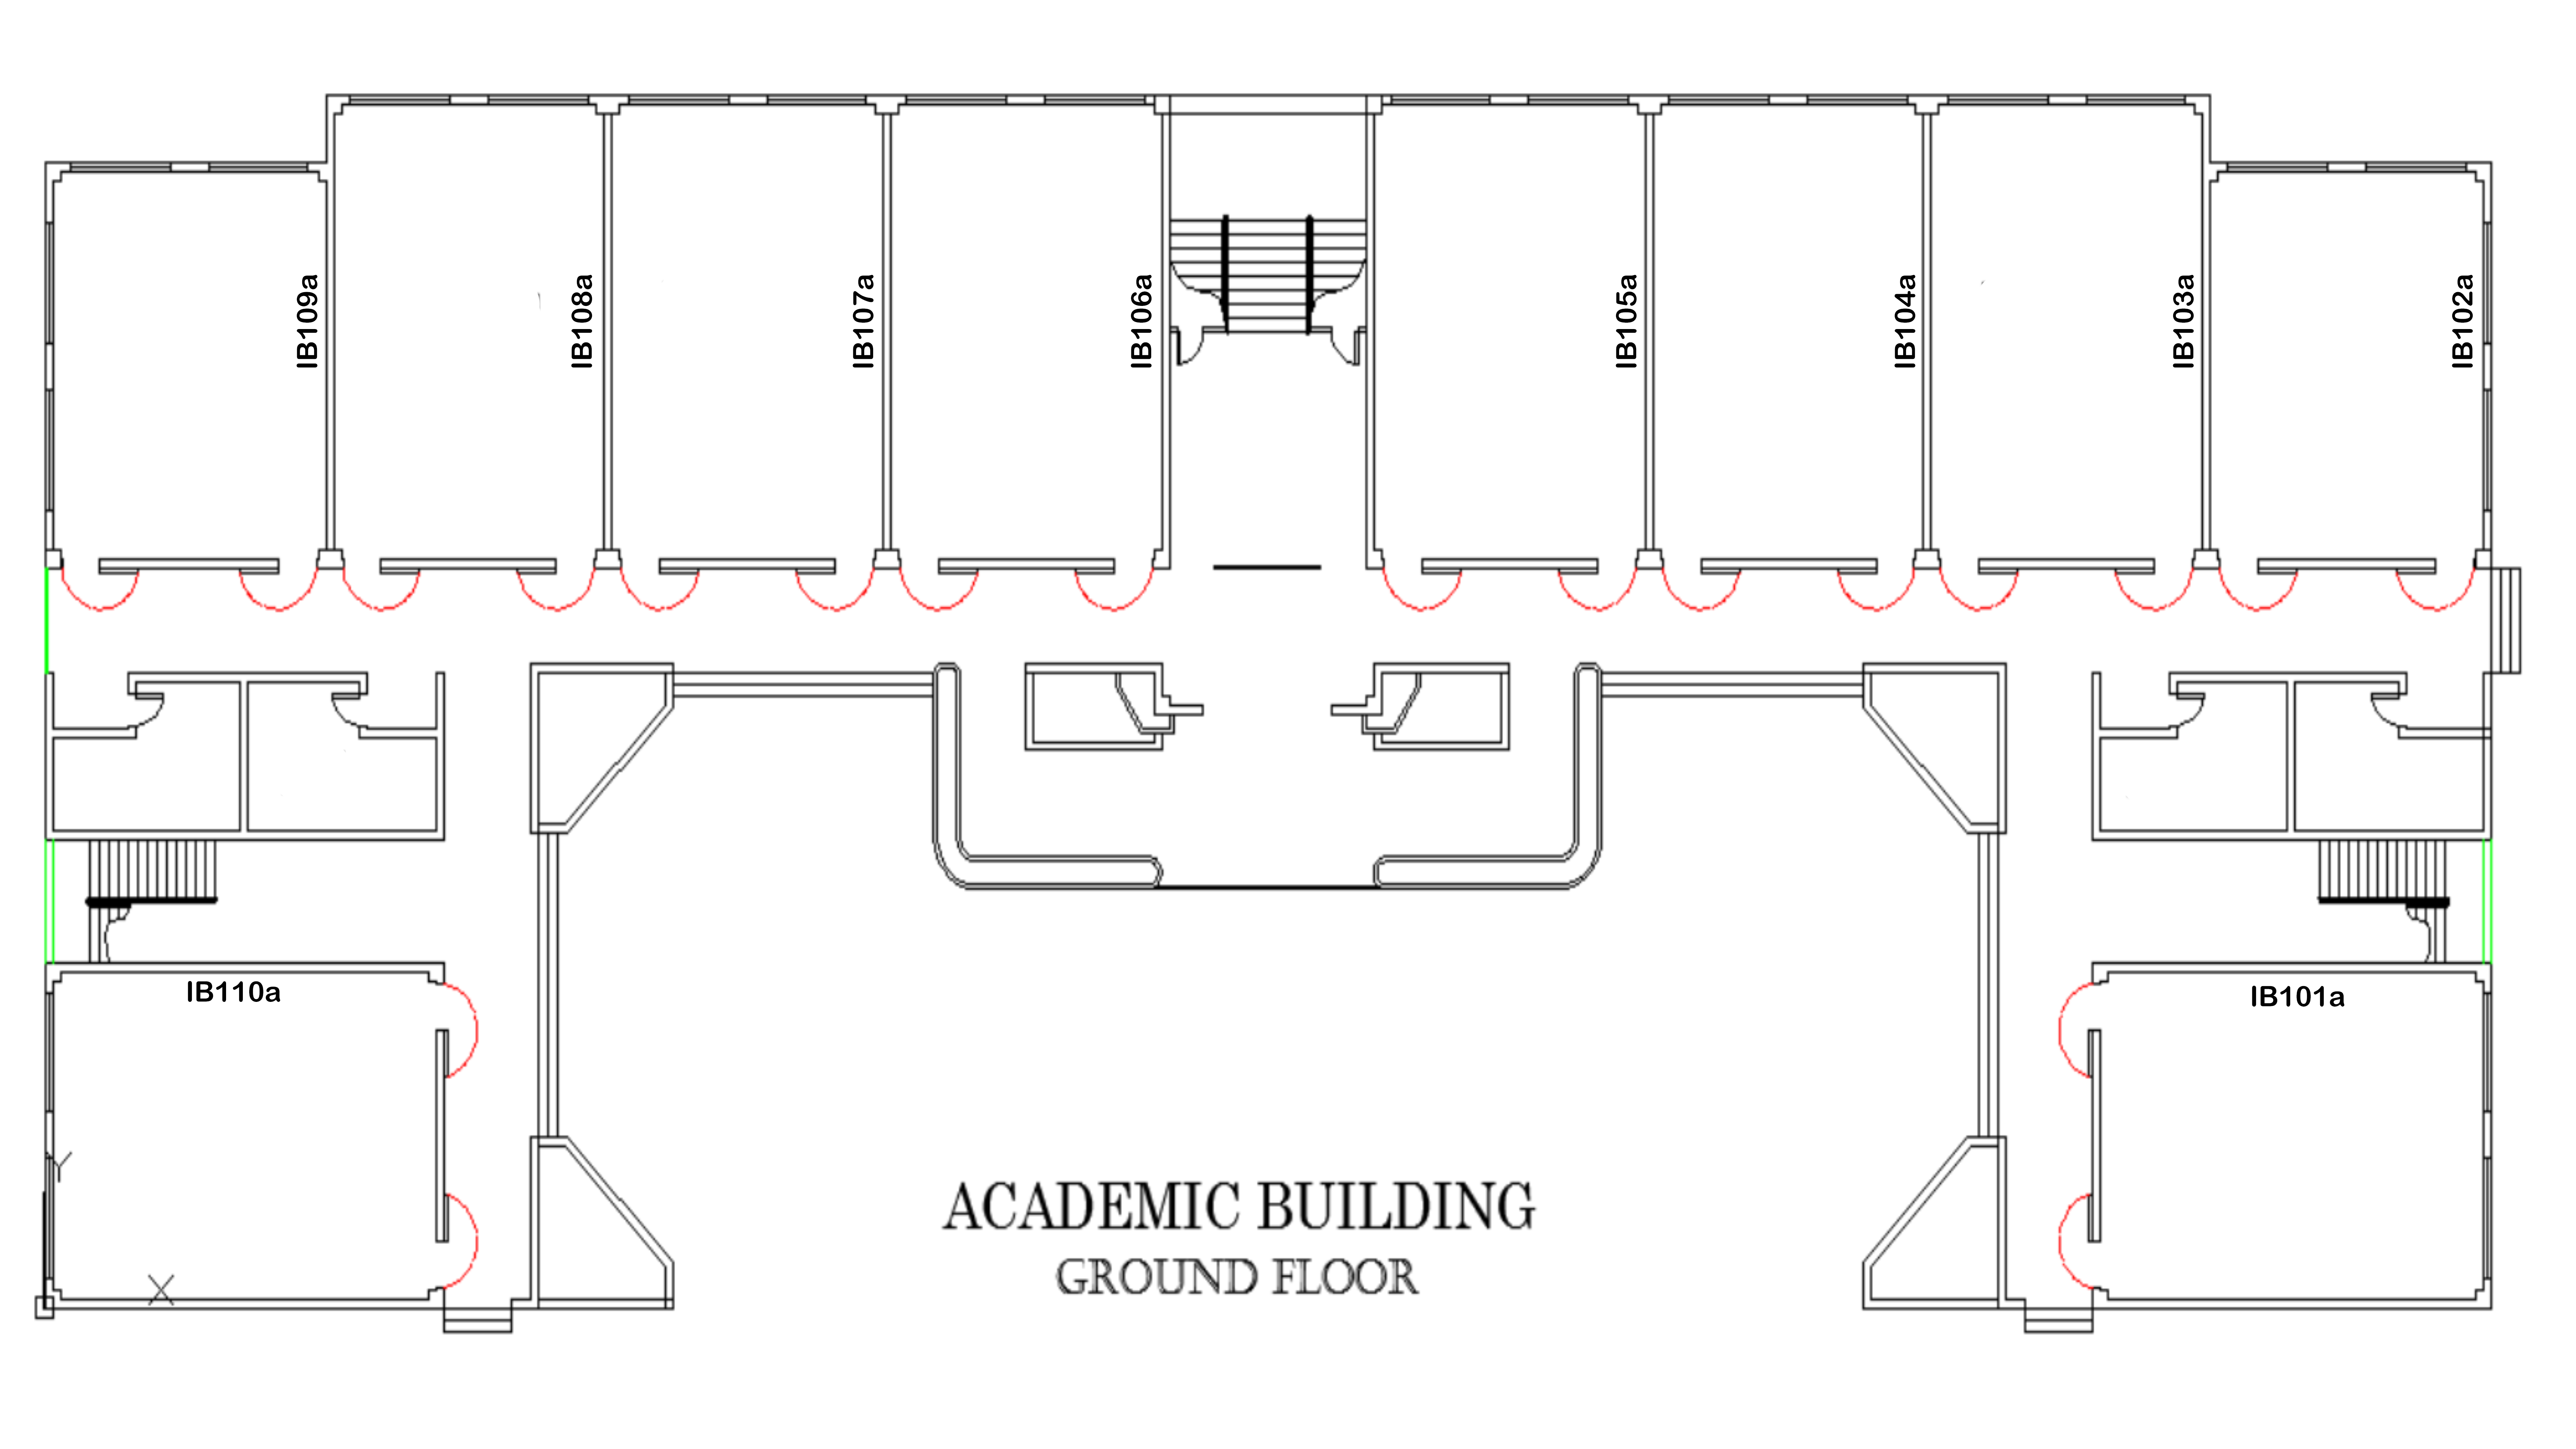 IB109a
IB108a
IB107a
IB106a
IB105a
IB104a
IB103a
IB102a
IB110a
IB101a
Y
X
ACADEMIC BUILDING
GROUND FLOOR